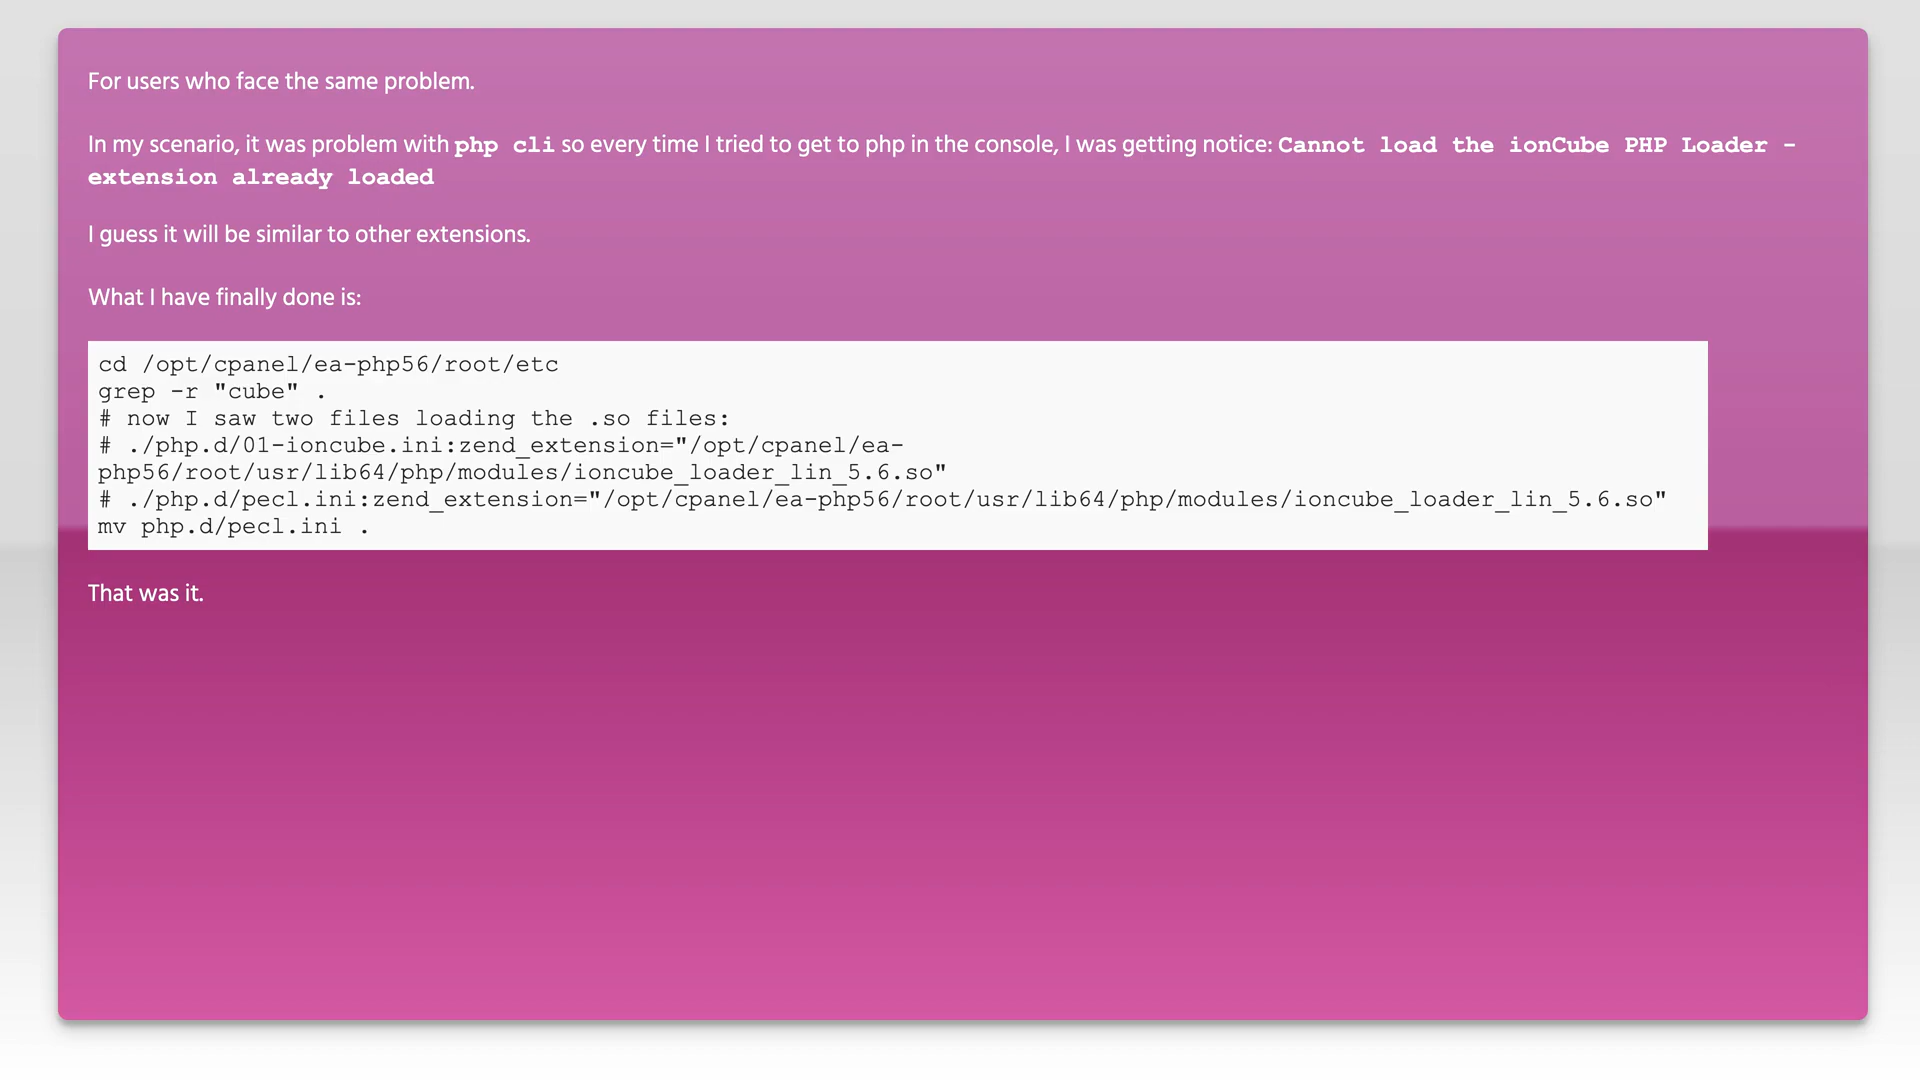 For users who face the same problem.
In my scenario, it was problem with php cli so every time I tried to get to php in the console, I was getting notice: Cannot load the ionCube PHP Loader -
extension already loaded
I guess it will be similar to other extensions.
What I have finally done is:
cd /opt/cpanel/ea-php56/root/etc
grep -r "cube" .
# now I saw two files loading the .so files:
# ./php.d/01-ioncube.ini:zend_extension="/opt/cpanel/ea-
php56/root/usr/lib64/php/modules/ioncube_loader_lin_5.6.so"
# ./php.d/pecl.ini:zend_extension="/opt/cpanel/ea-php56/root/usr/lib64/php/modules/ioncube_loader_lin_5.6.so"
mv php.d/pecl.ini .
That was it.